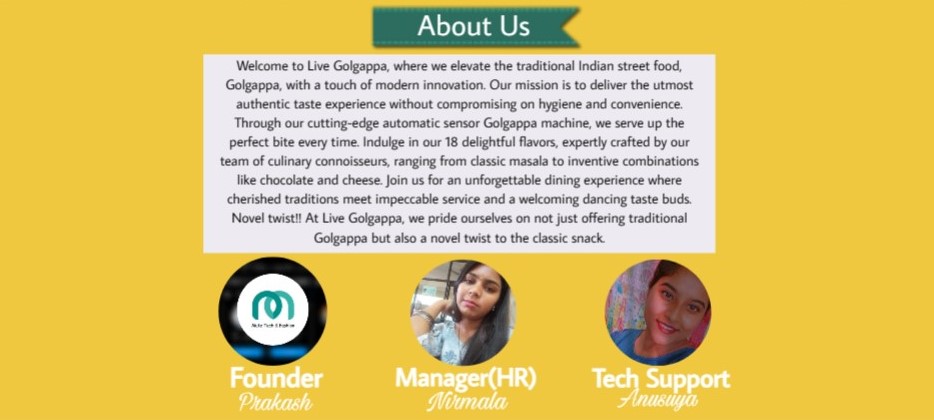 About Us
Welcome to Live Golgappa, where we elevate the traditional Indian street food,
Golgappa, with a touch of modern innovation. Our mission is to deliver the utmost
authentic taste experience without compromising on hygiene and convenience.
Through our cutting-edge automatic sensor Golgappa machine, we serve up the
perfect bite every time. Indulge in our 18 delightful flavors, expertly crafted by our
team of culinary connoisseurs, ranging from classic masala to inventive combinations
like chocolate and cheese. Join us for an unforgettable dining experience where
cherished traditions meet impeccable service and a welcoming dancing taste buds.
Novel twist!! At Live Golgappa, we pride ourselves on not just offering traditional
Golgappa but also a novel twist to the classic snack.
Tech & Fashion
Founder
Prakash
Manager(HR)
Nirmala
Tech Support
Anusuya